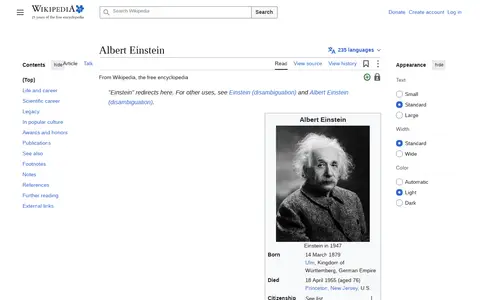 WIKIPEDIA
25 years of the free encyclopedia
Search Wikipedia
Search
Donate
Create account
Log in
Contents
hide
(Top)
Life and career
Scientific career
Legacy
In popular culture
Awards and honors
Publications
See also
Footnotes
Notes
References
Further reading
External links
Albert Einstein
235 languages
Article
Talk
Read
View source
View history
From Wikipedia, the free encyclopedia
"Einstein" redirects here. For other uses, see Einstein (disambiguation) and Albert Einstein
(disambiguation).
Albert Einstein
Einstein in 1947
Born 14 March 1879
Ulm, Kingdom of
Württemberg, German Empire
Died 18 April 1955 (aged 76)
Princeton, New Jersey, U.S.
Citizenship See list
Appearance
hide
Text
Small
Standard
Large
Width
Standard
Wide
Color
Automatic
Light
Dark